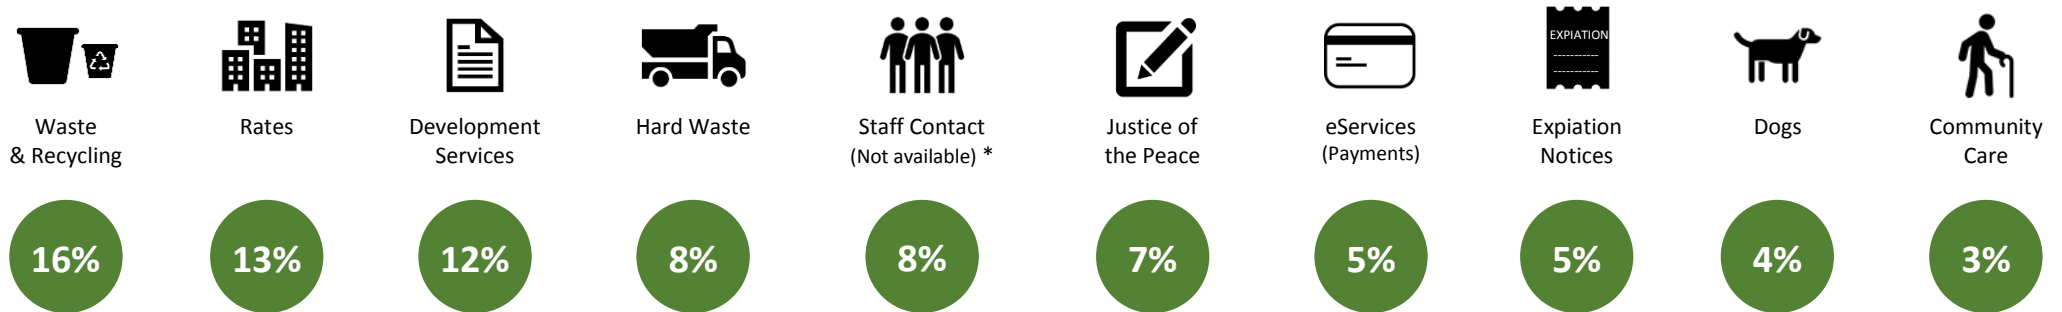 EXPIATION
Waste
& Recycling
Rates
Development
Services
Hard Waste
Staff Contact
(Not available) *
Justice of
the Peace
eServices
(Payments)
Expiation
Notices
Dogs
Community
Care
16%
13%
12%
8%
8%
7%
5%
5%
4%
3%